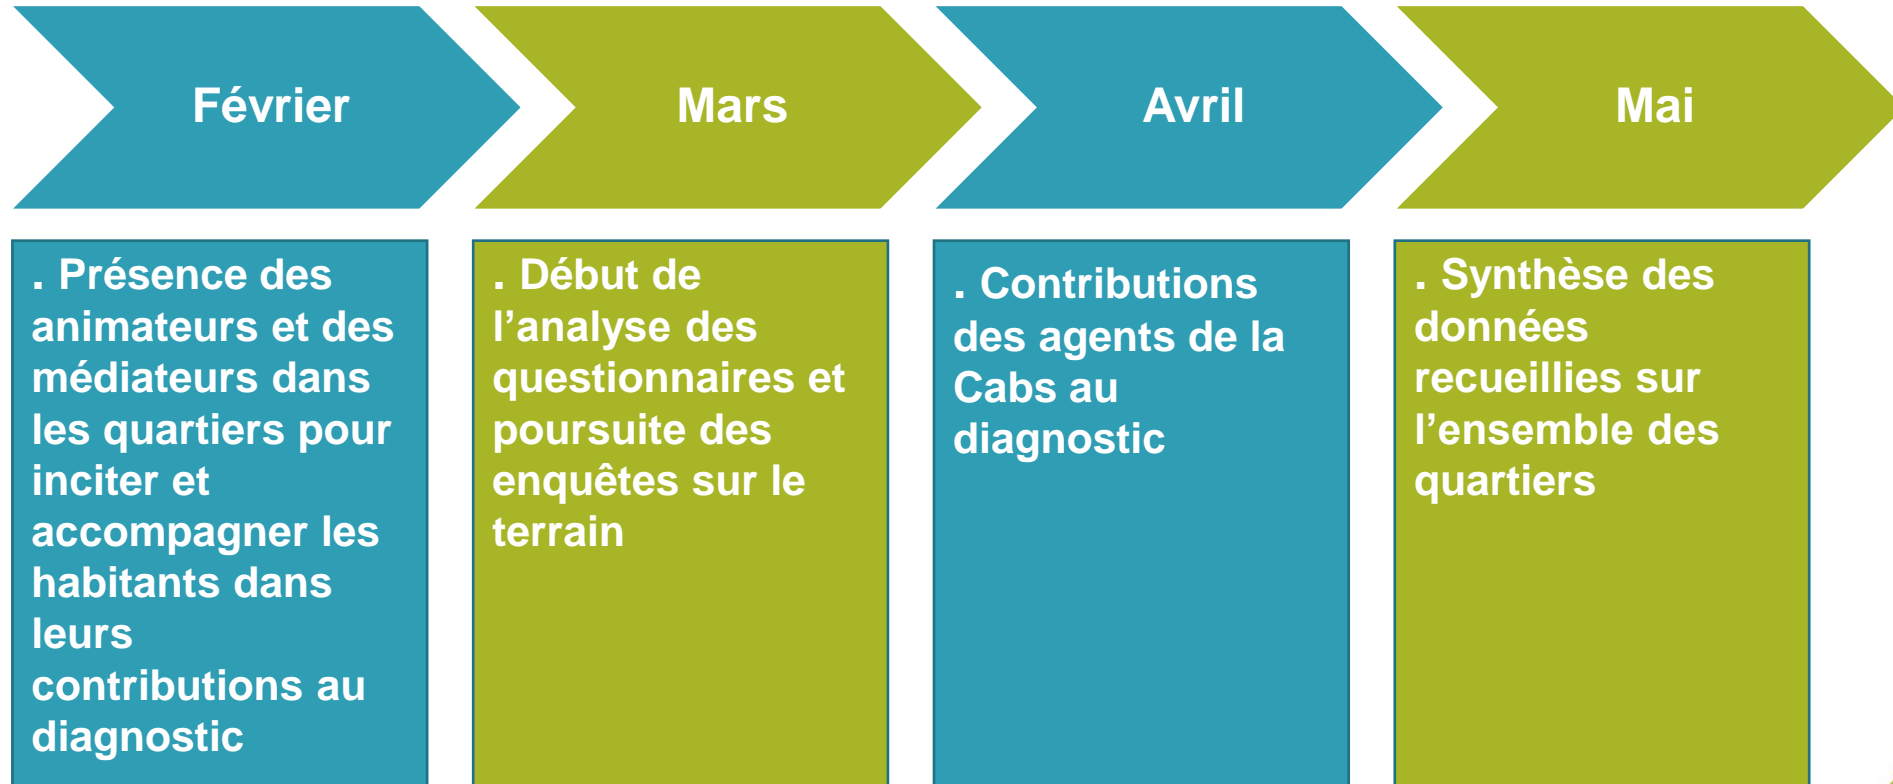 Février
Mars
Avril
Mai
. Présence des
animateurs et des
médiateurs dans
les quartiers pour
inciter et
accompagner les
habitants dans
leurs
contributions au
diagnostic
. Début de
l’analyse des
questionnaires et
poursuite des
enquêtes sur le
terrain
. Contributions
des agents de la
Cabs au
diagnostic
. Synthèse des
données
recueillies sur
l’ensemble des
quartiers